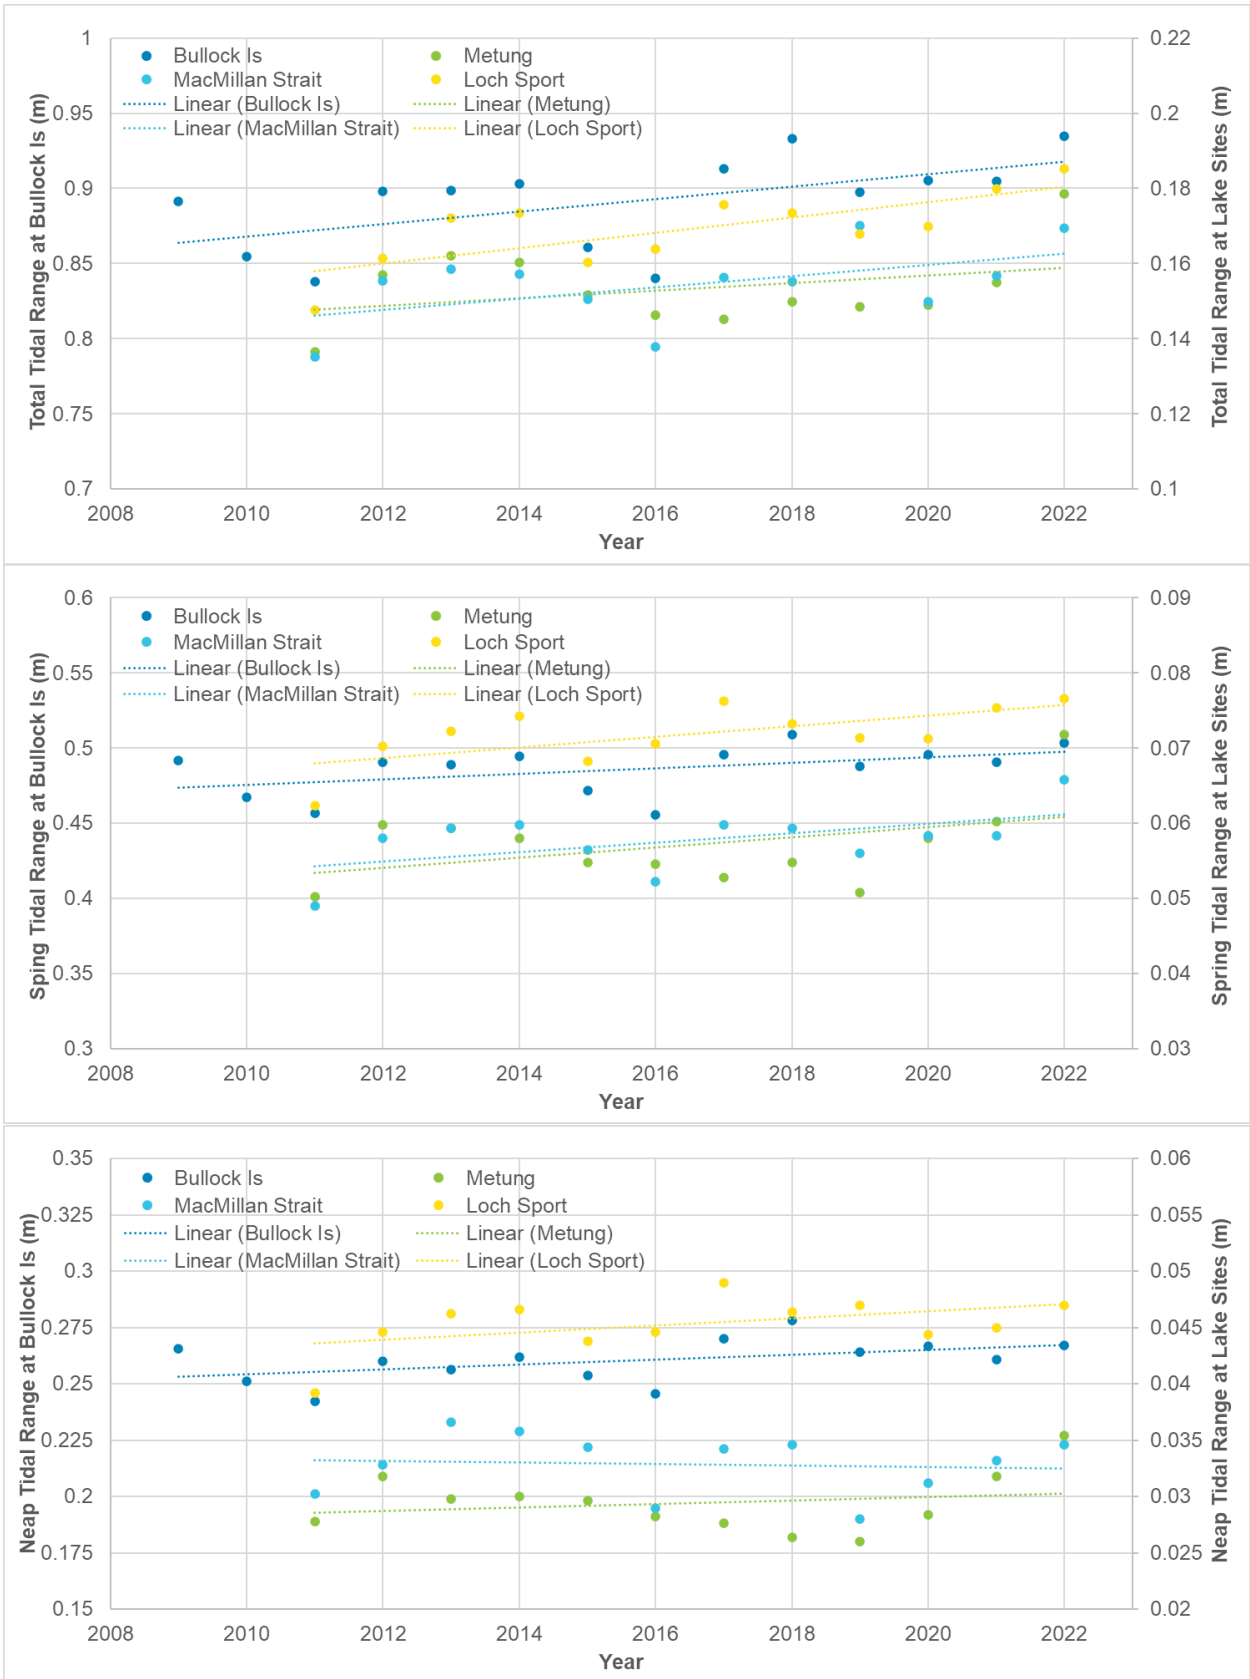 Total Tidal Range at Bullock Is (m)
Total Tidal Range at Lake Sites (m)
1 0.22
Bullock Is Metung
MacMillan Strait Loch Sport
Linear (Bullock Is) Linear (Metung)
Linear (MacMillan Strait) Linear (Loch Sport)
0.95 0.2
0.9 0.18
0.85 0.16
0.8 0.14
0.75 0.12
0.7 0.1
2008 2010 2012 2014 2016 2018 2020 2022
Year
Sping Tidal Range at Bullock Is (m)
Spring Tidal Range at Lake Sites (m)
0.6 0.09
Bullock Is Metung
MacMillan Strait Loch Sport
Linear (Bullock Is) Linear (Metung)
Linear (MacMillan Strait) Linear (Loch Sport)
0.55 0.08
0.5 0.07
0.45 0.06
0.4 0.05
0.35 0.04
0.3 0.03
2008 2010 2012 2014 2016 2018 2020 2022
Year
Neap Tidal Range at Bullock Is (m)
Neap Tidal Range at Lake Sites (m)
0.35 0.06
Bullock Is Metung
MacMillan Strait Loch Sport
Linear (Bullock Is) Linear (Metung)
Linear (MacMillan Strait) Linear (Loch Sport)
0.325 0.055
0.3 0.05
0.275 0.045
0.25 0.04
0.225 0.035
0.2 0.03
0.175 0.025
0.15 0.02
2008 2010 2012 2014 2016 2018 2020 2022
Year